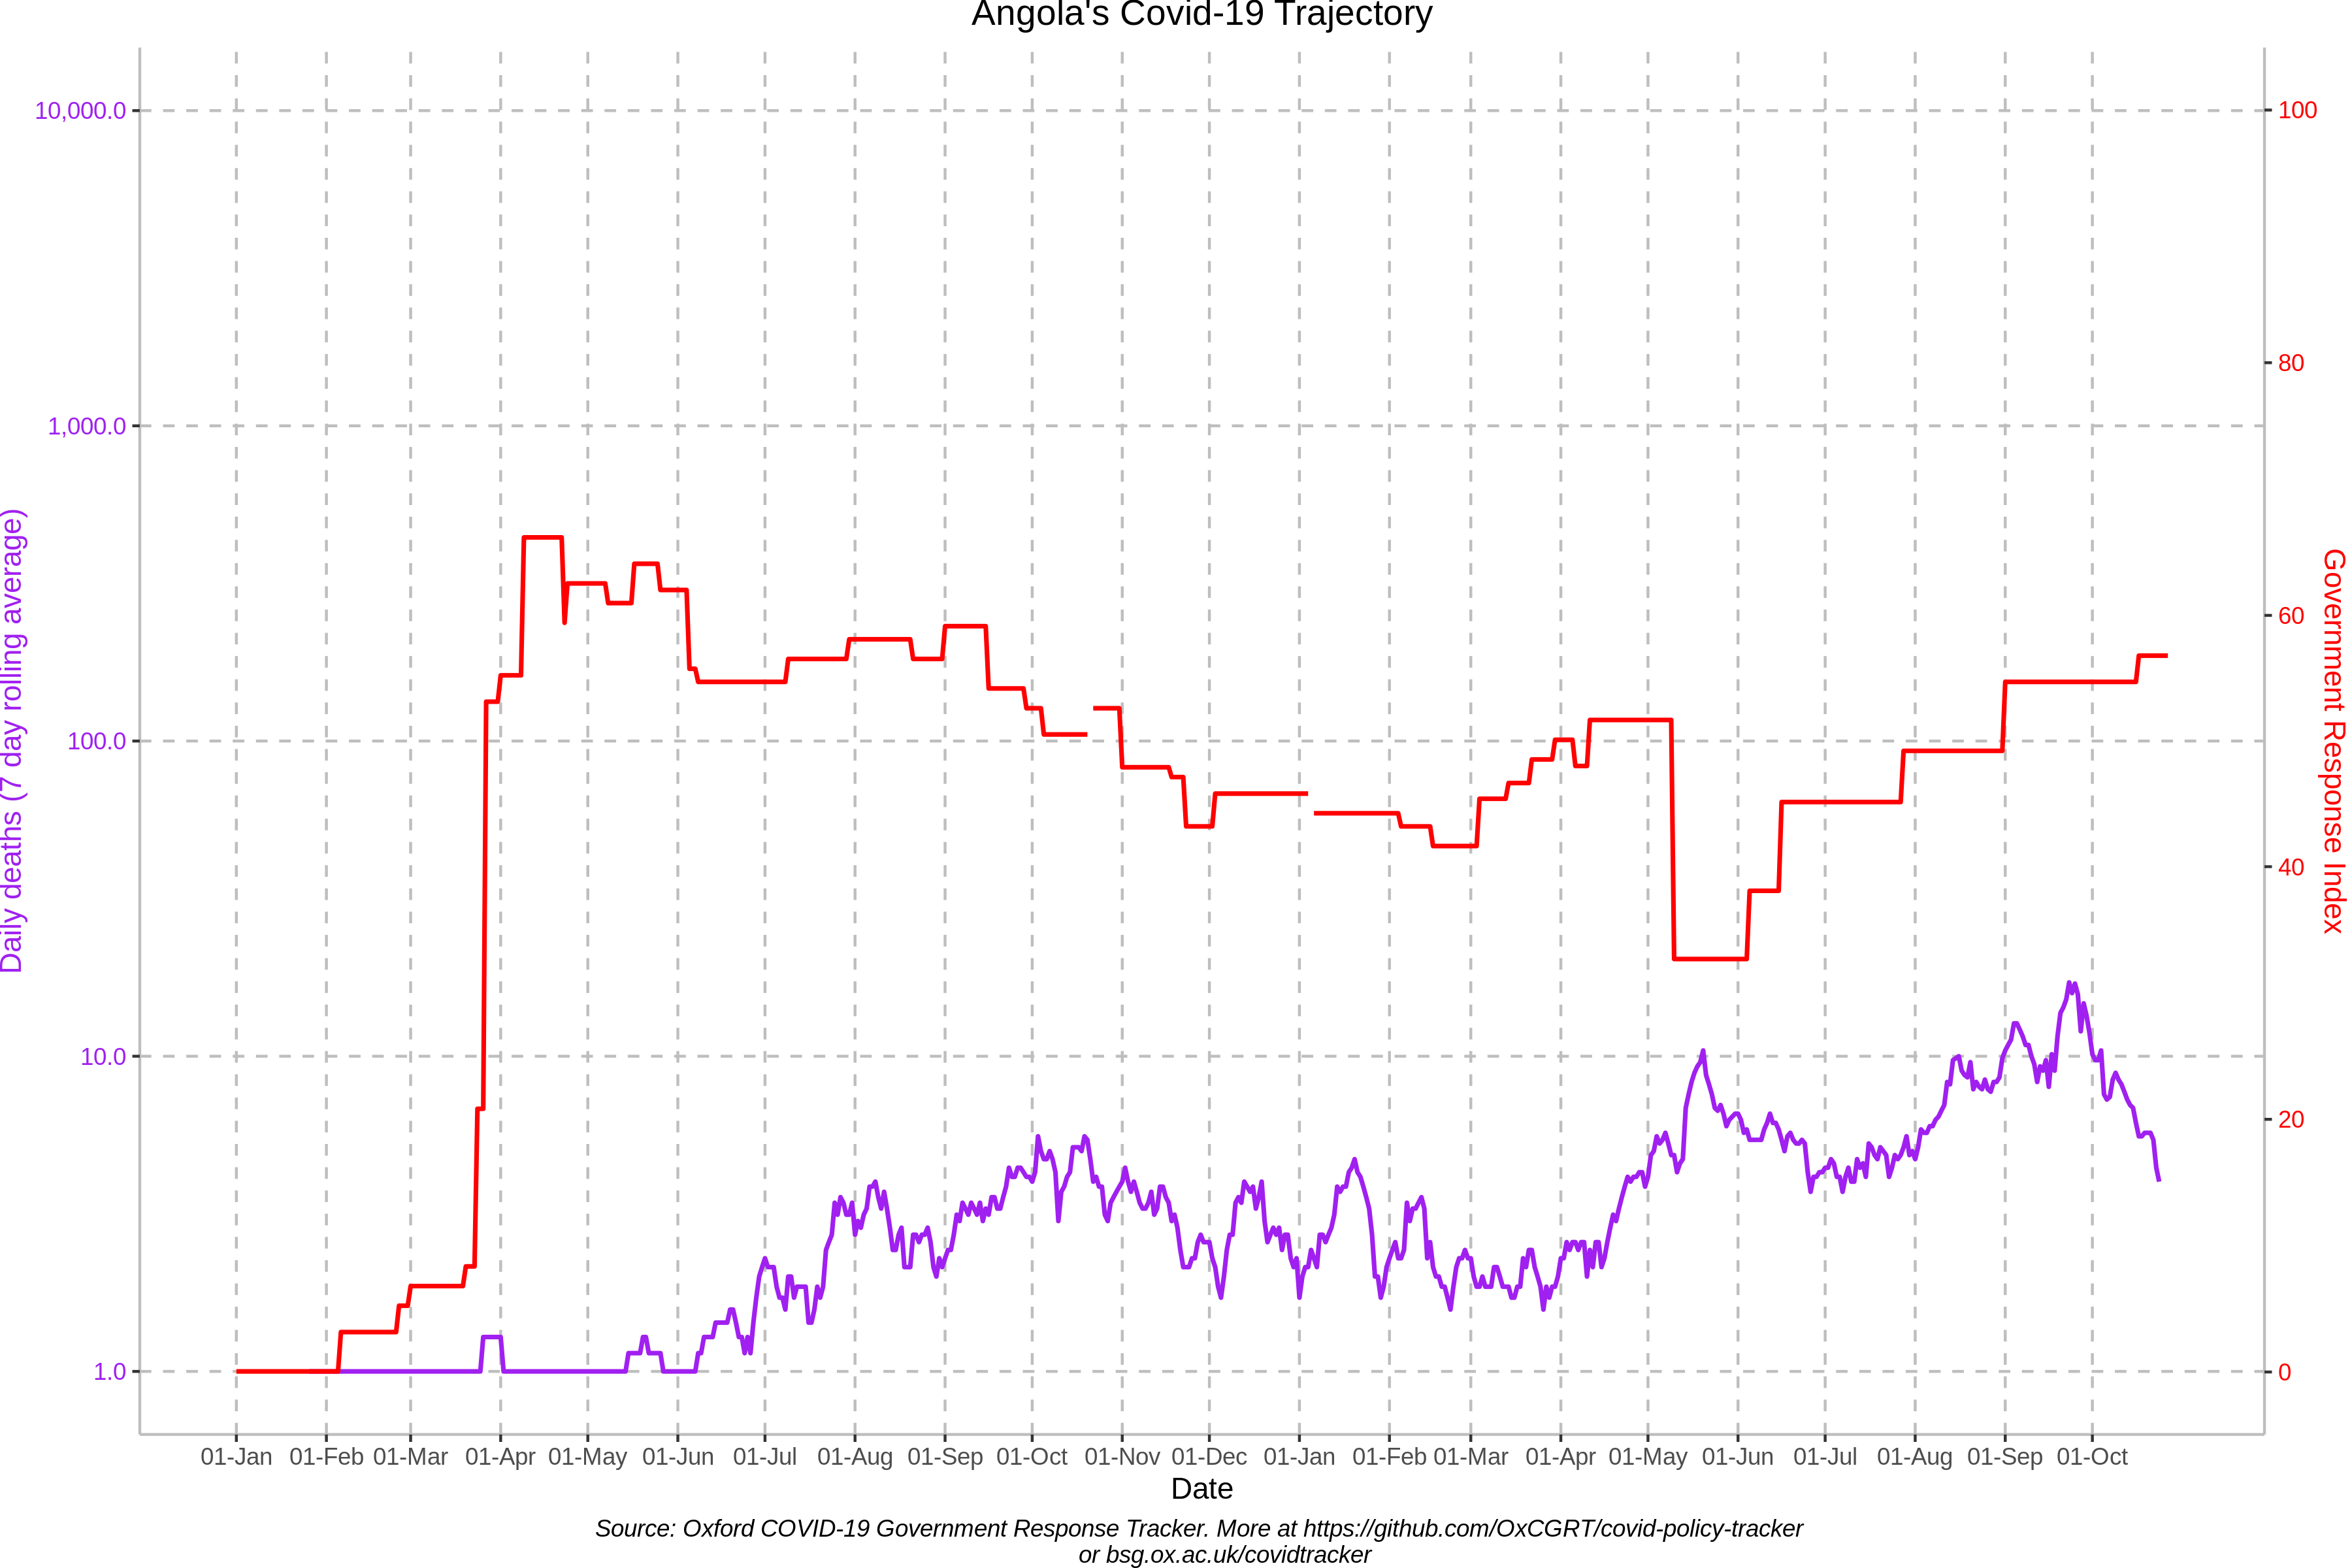 Angola's Covid-19 Trajectory
10,000.0
1,000.0
100.0
10.0
1.0
Daily deaths (7 day rolling average)
100
80
60
40
20
0
Government Response Index
01-Jan 01-Feb 01-Mar 01-Apr 01-May 01-Jun 01-Jul 01-Aug 01-Sep 01-Oct 01-Nov 01-Dec 01-Jan 01-Feb 01-Mar 01-Apr 01-May 01-Jun 01-Jul 01-Aug 01-Sep 01-Oct
Date
Source: Oxford COVID-19 Government Response Tracker. More at https://github.com/OxCGRT/covid-policy-tracker
or bsg.ox.ac.uk/covidtracker